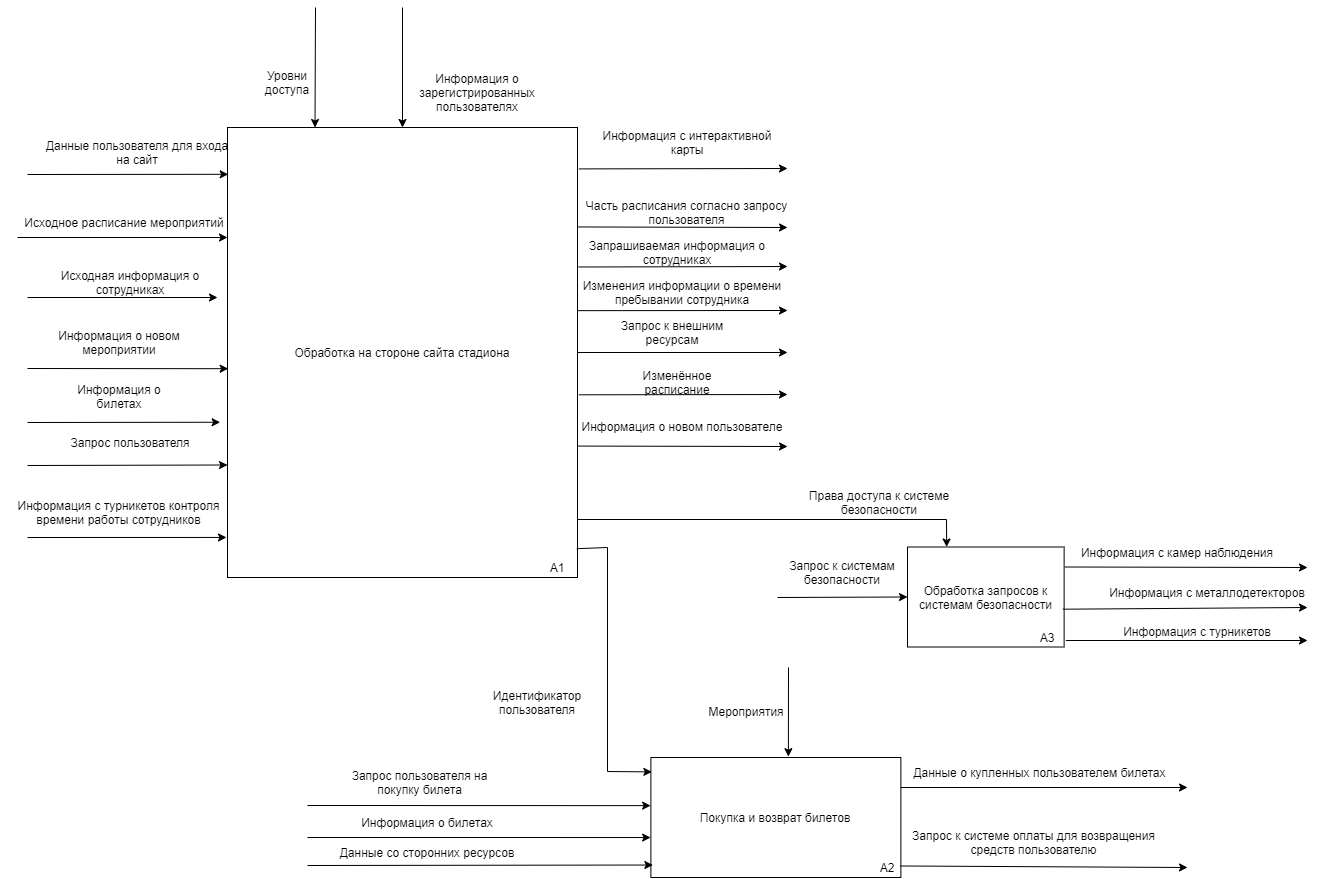 Уровни
доступа
Информация о
зарегистрированных
пользователях
Данные пользователя для входа
на сайт
Исходное расписание мероприятий
Исходная информация о
сотрудниках
Информация о новом
мероприятии
Информация о
билетах
Запрос пользователя
Информация с турникетов контроля
времени работы сотрудников
Обработка на стороне сайта стадиона
A1
Информация с интерактивной
карты
Часть расписания согласно запросу
пользователя
Запрашиваемая информация о
сотрудниках
Изменения информации о времени
пребывании сотрудника
Запрос к внешним
ресурсам
Изменённое
расписание
Информация о новом пользователе
Права доступа к системе
безопасности
Запрос к системам
безопасности
Обработка запросов к
системам безопасности
A3
Информация с камер наблюдения
Информация с металлодетекторов
Информация с турникетов
Идентификатор
пользователя
Мероприятия
Запрос пользователя на
покупку билета
Информация о билетах
Данные со сторонних ресурсов
Покупка и возврат билетов
A2
Данные о купленных пользователем билетах
Запрос к системе оплаты для возвращения
средств пользователю